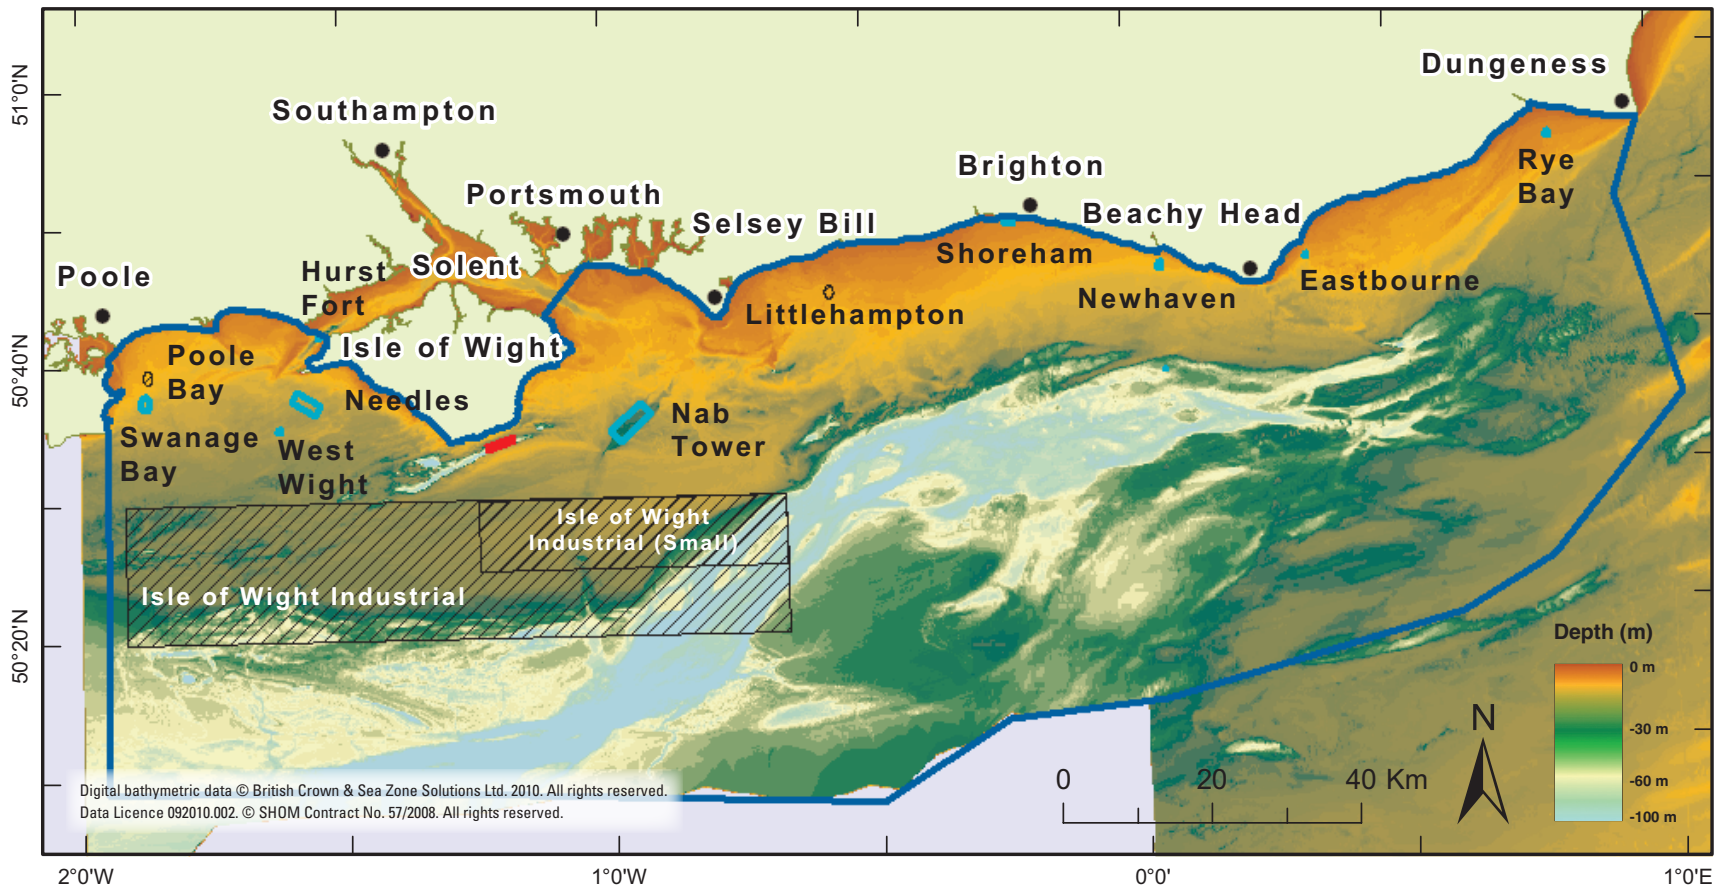 Dungeness
51°0'N
Southampton
Rye
Bay
Brighton
Portsmouth
Beachy Head
Selsey Bill
Shoreham
Solent
Hurst
Fort
Poole
Eastbourne
Newhaven
Littlehampton
Isle of Wight
Poole
Bay
50°40'N
Needles
Nab
Tower
Swanage
Bay
West
Wight
Isle of Wight
Industrial (Small)
Isle of Wight Industrial
50°20'N
Depth (m)
0 m
-30 m
-60 m
-100 m
N
0 20 40 Km
Digital bathymetric data © British Crown & Sea Zone Solutions Ltd. 2010. All rights reserved.
Data Licence 092010.002. © SHOM Contract No. 57/2008. All rights reserved.
2°0'W 1°0'W 0°0' 1°0'E